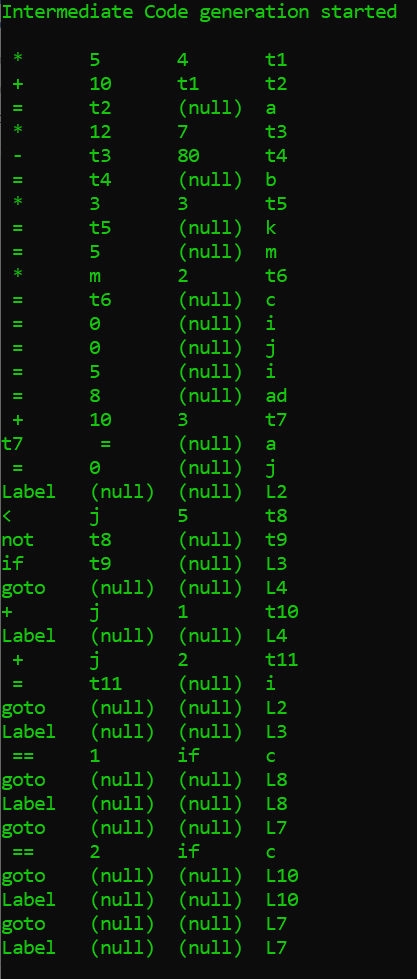 Intermediate Code generation started
* 5 4 t1
+ 10 t1 t2
= t2 (null) a
* 12 7 t3
- t3 80 t4
= t4 (null) b
* 3 3 t5
= t5 (null) k
= 5 (null) m
* m 2 t6
= t6 (null) c
= 0 (null) i
= 0 (null) j
= 5 (null) i
= 8 (null) ad
+ 10 3 t7
t7 = (null) a
= 0 (null) j
Label (null) (null) L2
< j 5 t8
not t8 (null) t9
if t9 (null) L3
goto (null) (null) L4
+ j 1 t10
Label (null) (null) L4
+ j 2 t11
= t11 (null) i
goto (null) (null) L2
Label (null) (null) L3
== 1 if c
goto (null) (null) L8
Label (null) (null) L8
goto (null) (null) L7
== 2 if c
goto (null) (null) L10
Label (null) (null) L10
goto (null) (null) L7
Label (null) (null) L7